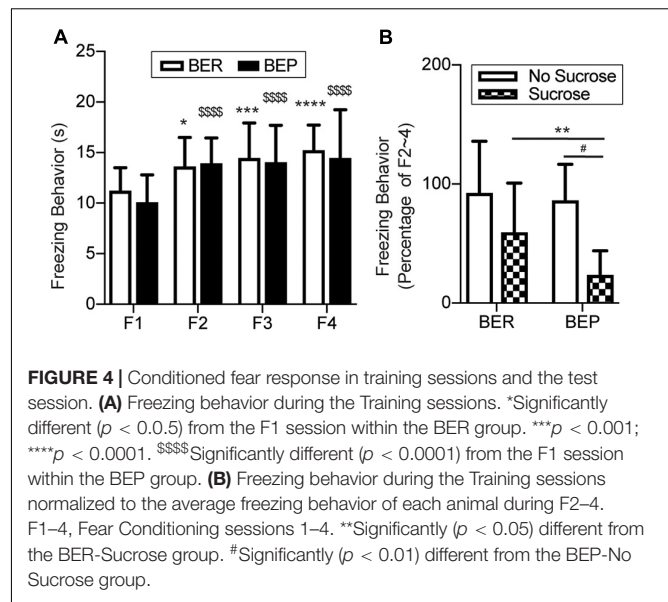 A
B
25
20
15
10
5
0
Freezing Behavior (s)
BER BEP
* $$$$ *** $$$$ **** $$$$
F1 F2 F3 F4
200
100
0
Freezing Behavior
(Percentage of F2~4)
No Sucrose
Sucrose
**
#
BER BEP
FIGURE 4 | Conditioned fear response in training sessions and the test
session. (A) Freezing behavior during the Training sessions. *Significantly
different (p < 0.0.5) from the F1 session within the BER group. ***p < 0.001;
****p < 0.0001. $$$$Significantly different (p < 0.0001) from the F1 session
within the BEP group. (B) Freezing behavior during the Training sessions
normalized to the average freezing behavior of each animal during F2–4.
F1–4, Fear Conditioning sessions 1–4. **Significantly (p < 0.05) different from
the BER-Sucrose group. #Significantly (p < 0.01) different from the BEP-No
Sucrose group.